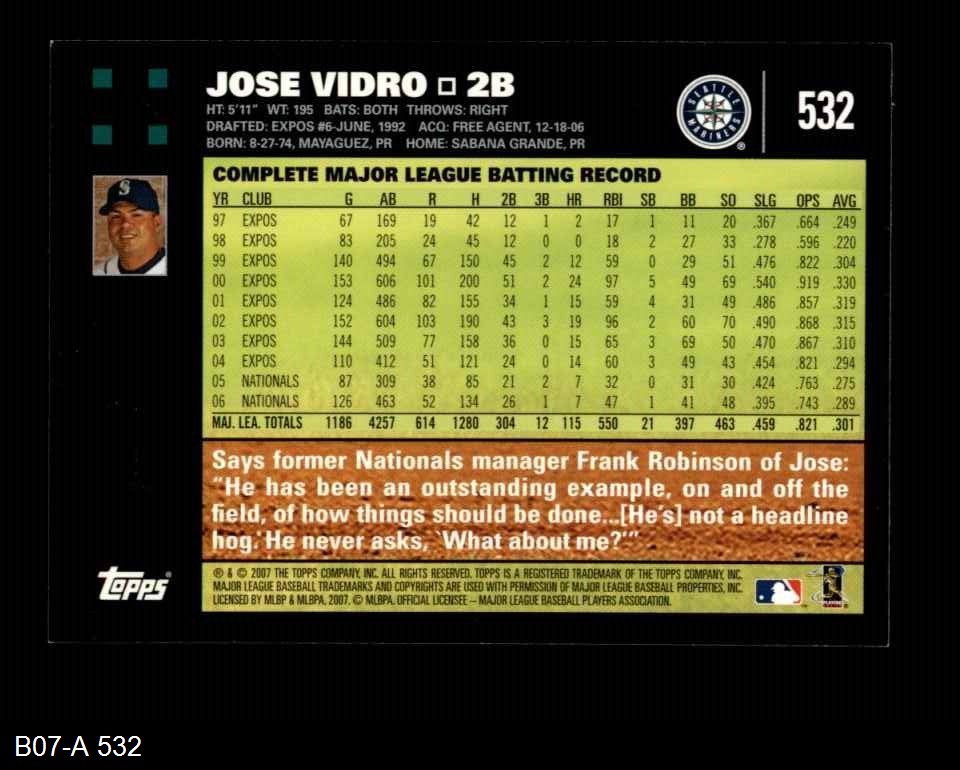 JOSE VIDRO □ 2B
HT: 5'11" WT: 195 BATS: BOTH THROWS: RIGHT
DRAFTED: EXPOS #6-JUNE, 1992 ACQ: FREE AGENT, 12-18-06
BORN: 8-27-74, MAYAGUEZ, PR HOME: SABANA GRANDE, PR
SEATTLE MARINERS ®
532
S
COMPLETE MAJOR LEAGUE BATTING RECORD
YR CLUB G AB R H 2B 3B HR RBI SB BB SO SLG OPS AVG
97 EXPOS 67 169 19 42 12 1 2 17 1 11 20 .367 .664 .249
98 EXPOS 83 205 24 45 12 0 0 18 2 27 33 .278 .596 .220
99 EXPOS 140 494 67 150 45 2 12 59 0 29 51 .476 .822 .304
00 EXPOS 153 606 101 200 51 2 24 97 5 49 69 .540 .919 .330
01 EXPOS 124 486 82 155 34 1 15 59 4 31 49 .486 .857 .319
02 EXPOS 152 604 103 190 43 3 19 96 2 60 70 .490 .868 .315
03 EXPOS 144 509 77 158 36 0 15 65 3 69 50 .470 .867 .310
04 EXPOS 110 412 51 121 24 0 14 60 3 49 43 .454 .821 .294
05 NATIONALS 87 309 38 85 21 2 7 32 0 31 30 .424 .763 .275
06 NATIONALS 126 463 52 134 26 1 7 47 1 41 48 .395 .743 .289
MAJ. LEA. TOTALS 1186 4257 614 1280 304 12 115 550 21 397 463 .459 .821 .301
Says former Nationals manager Frank Robinson of Jose:
"He has been an outstanding example, on and off the
field, of how things should be done...[He's] not a headline
hog. He never asks, 'What about me?'"
topps®
® & © 2007 THE TOPPS COMPANY, INC. ALL RIGHTS RESERVED. TOPPS IS A REGISTERED TRADEMARK OF THE TOPPS COMPANY, INC.
MAJOR LEAGUE BASEBALL TRADEMARKS AND COPYRIGHTS ARE USED WITH PERMISSION OF MAJOR LEAGUE BASEBALL PROPERTIES, INC.
LICENSED BY MLBP & MLBPA, 2007. © MLBPA. OFFICIAL LICENSEE – MAJOR LEAGUE BASEBALL PLAYERS ASSOCIATION.
B07-A 532